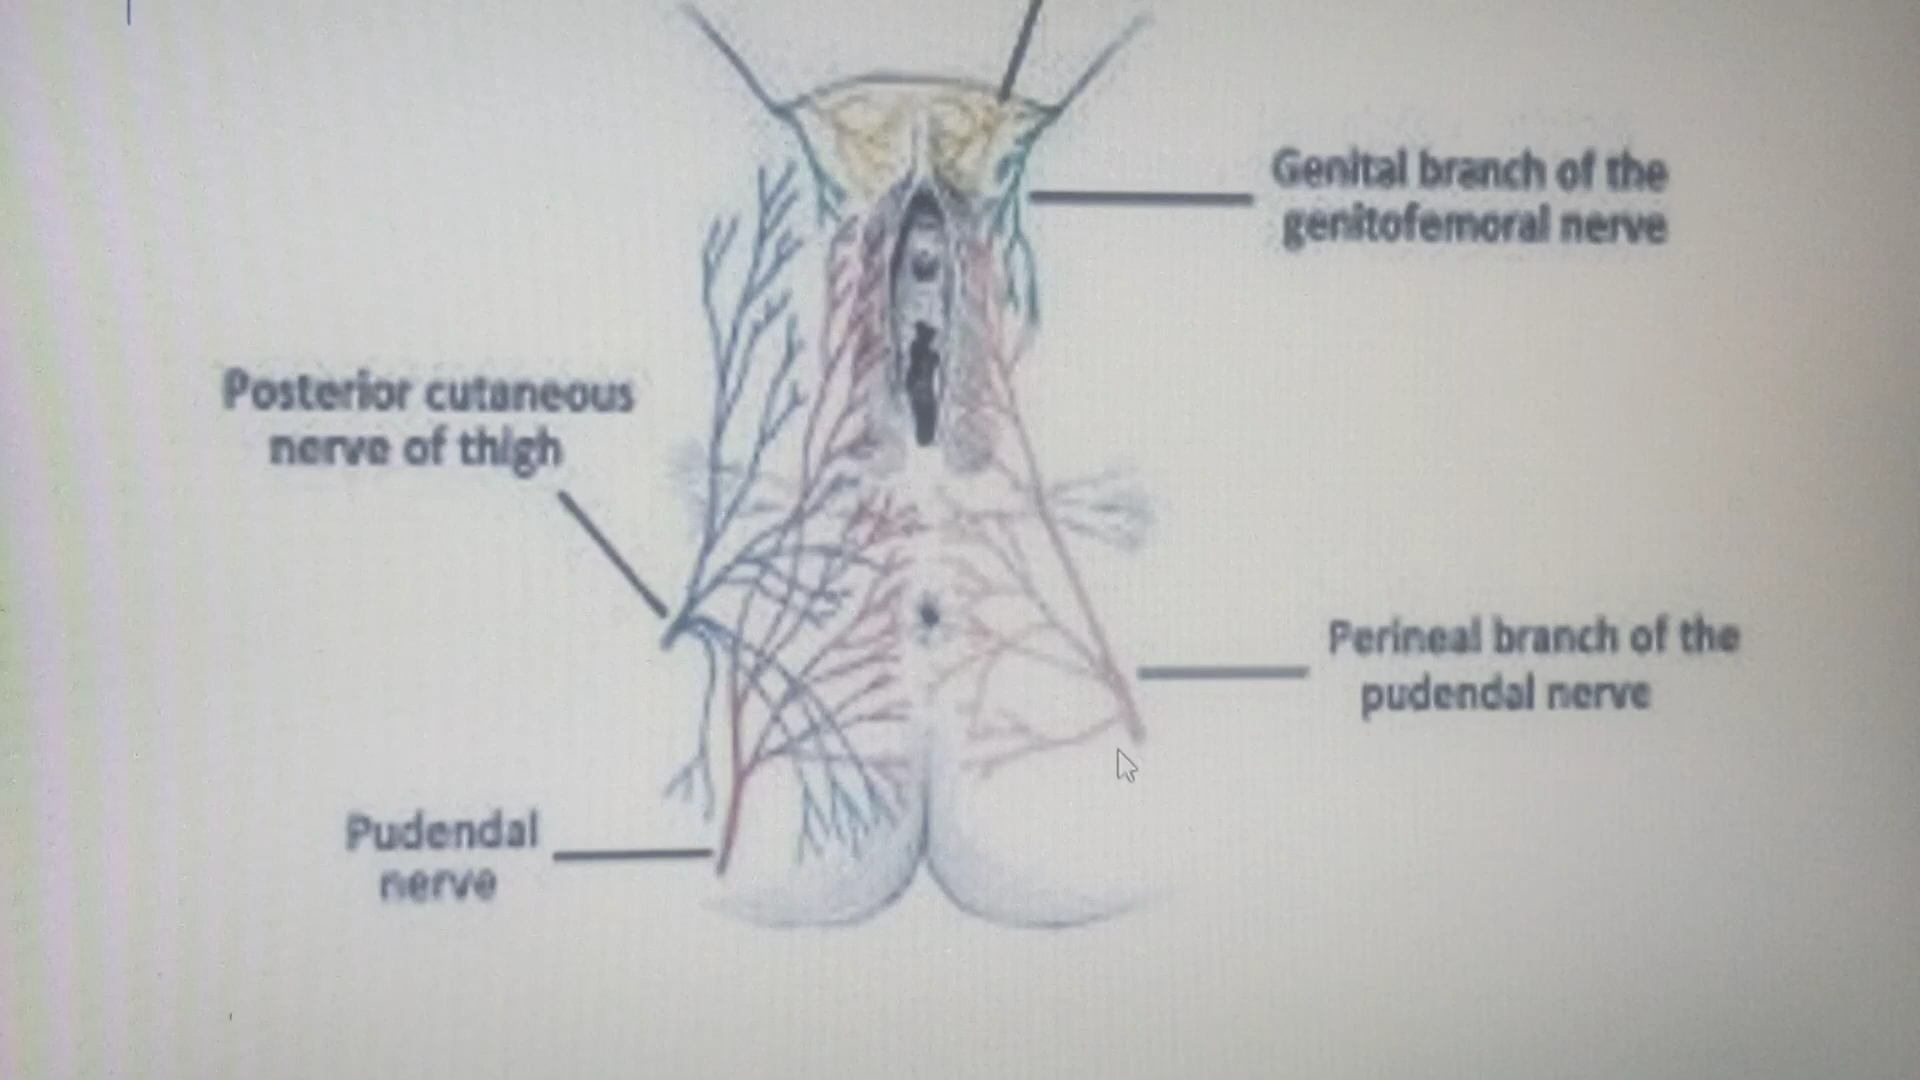 Genital branch of the
genitofemoral nerve
Posterior cutaneous
nerve of thigh
Perineal branch of the
pudendal nerve
Pudendal
nerve